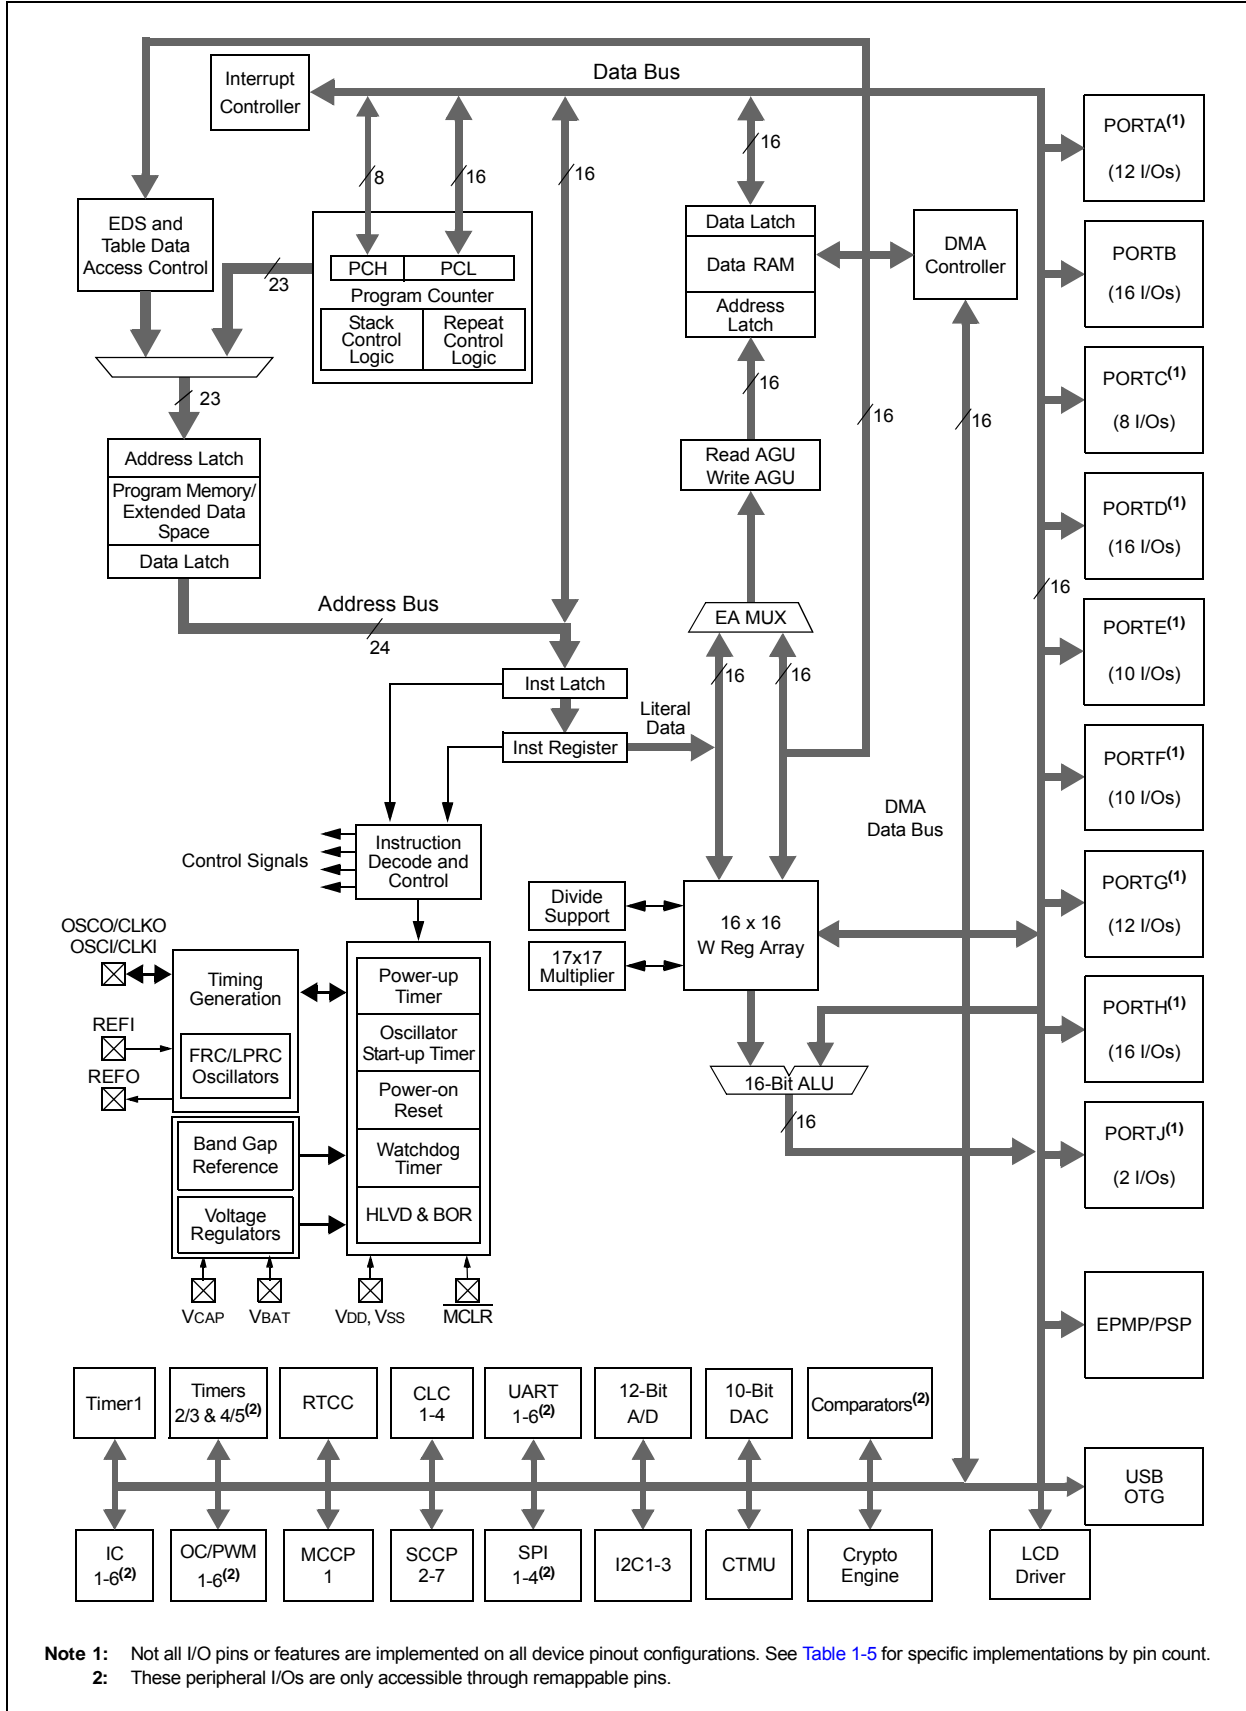 Data Bus
Interrupt
Controller
8
16
16
16
PORTA(1)
(12 I/Os)
EDS and
Table Data
Access Control
23
PCH
PCL
Program Counter
Stack
Control
Logic
Repeat
Control
Logic
Data Latch
Data RAM
Address
Latch
DMA
Controller
PORTB
(16 I/Os)
23
16
16
16
PORTC(1)
(8 I/Os)
Address Latch
Program Memory/
Extended Data
Space
Data Latch
Read AGU
Write AGU
PORTD(1)
(16 I/Os)
16
Address Bus
24
EA MUX
16
16
PORTE(1)
(10 I/Os)
Inst Latch
Inst Register
Literal
Data
PORTF(1)
(10 I/Os)
DMA
Data Bus
Control Signals
Instruction
Decode and
Control
Divide
Support
17x17
Multiplier
16 x 16
W Reg Array
PORTG(1)
(12 I/Os)
OSCO/CLKO
OSCI/CLKI
REFI
REFO
Timing
Generation
FRC/LPRC
Oscillators
Power-up
Timer
Oscillator
Start-up Timer
Power-on
Reset
Watchdog
Timer
HLVD & BOR
PORTH(1)
(16 I/Os)
16-Bit ALU
16
Band Gap
Reference
Voltage
Regulators
PORTJ(1)
(2 I/Os)
VCAP
VBAT
VDD, VSS
MCLR
EPMP/PSP
Timer1
Timers
2/3 & 4/5(2)
RTCC
CLC
1-4
UART
1-6(2)
12-Bit
A/D
10-Bit
DAC
Comparators(2)
USB
OTG
IC
1-6(2)
OC/PWM
1-6(2)
MCCP
1
SCCP
2-7
SPI
1-4(2)
I2C1-3
CTMU
Crypto
Engine
LCD
Driver
Note 1: Not all I/O pins or features are implemented on all device pinout configurations. See Table 1-5 for specific implementations by pin count.
2: These peripheral I/Os are only accessible through remappable pins.